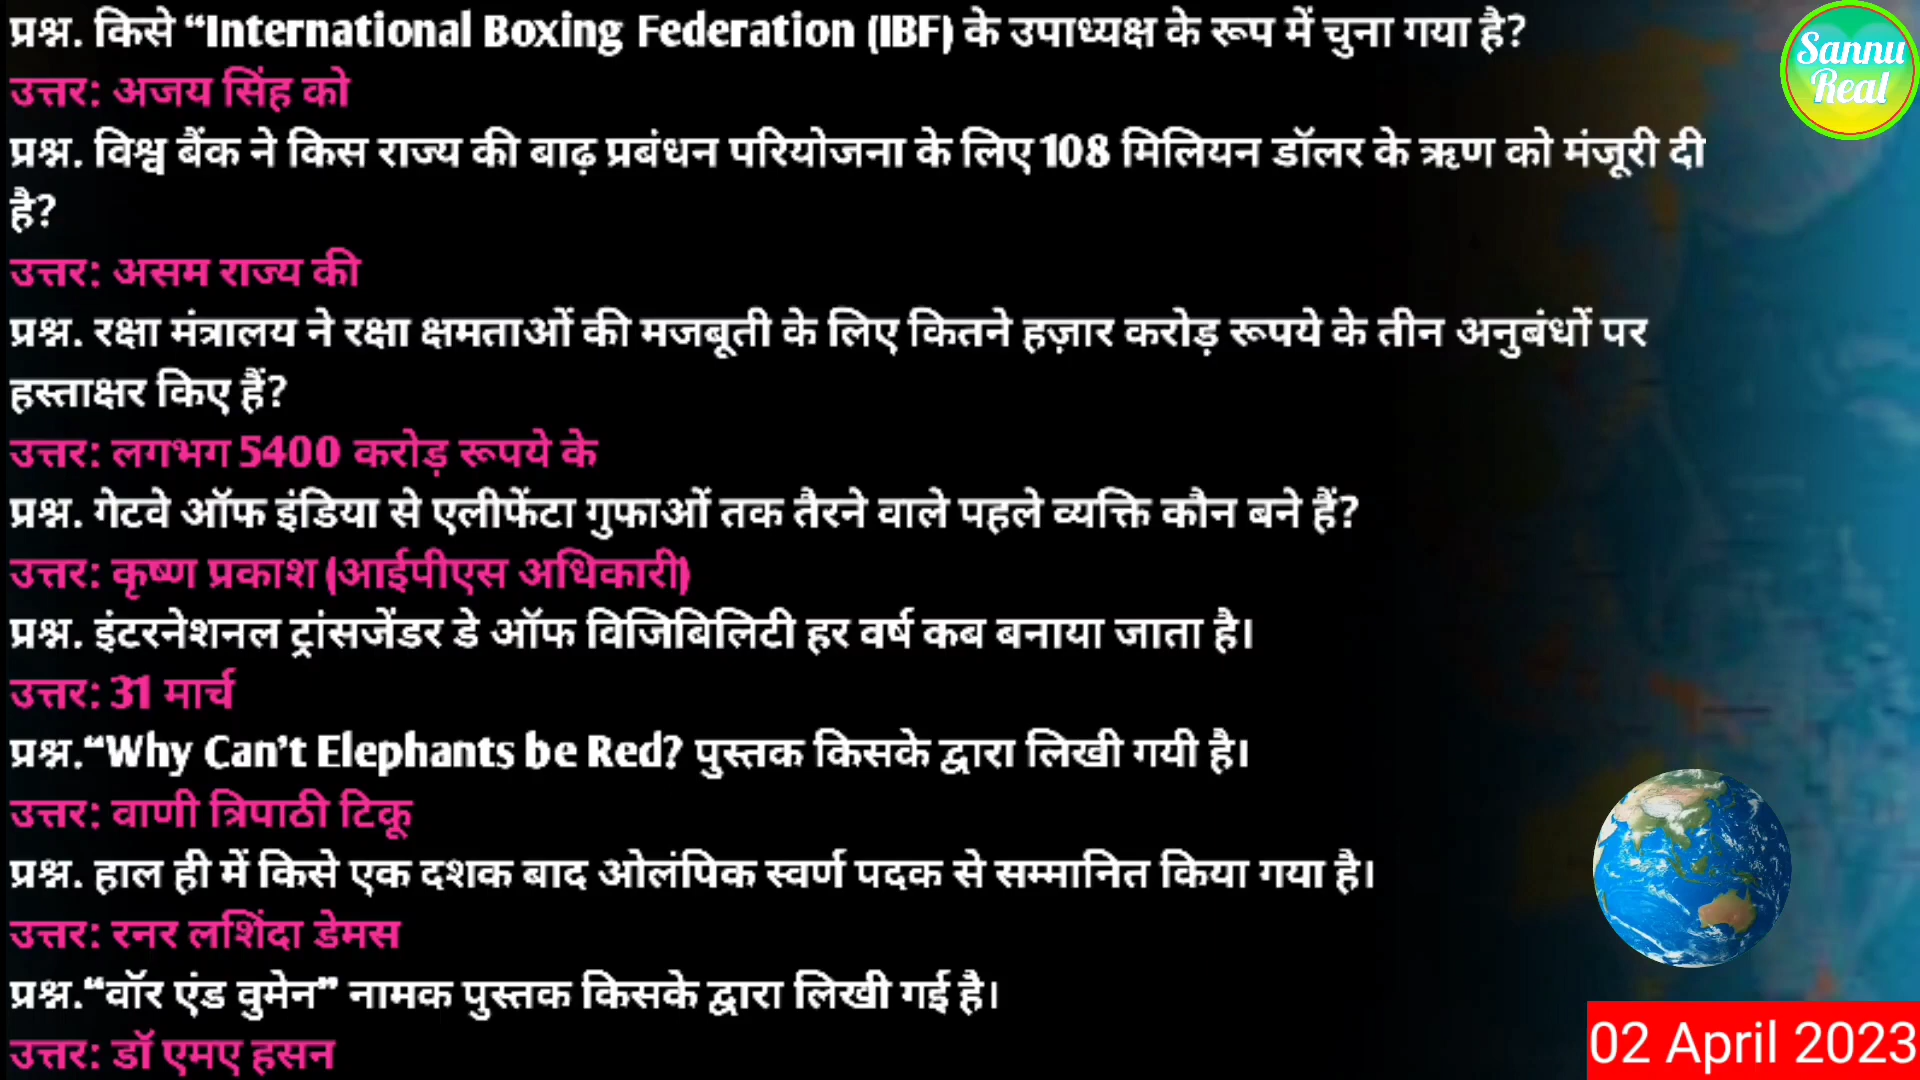 प्रश्न. किसे “International Boxing Federation (IBF) के उपाध्यक्ष के रूप में चुना गया है?
उत्तर: अजय सिंह को
प्रश्न. विश्व बैंक ने किस राज्य की बाढ़ प्रबंधन परियोजना के लिए 108 मिलियन डॉलर के ऋण को मंजूरी दी
है?
उत्तर: असम राज्य की
प्रश्न. रक्षा मंत्रालय ने रक्षा क्षमताओं की मजबूती के लिए कितने हज़ार करोड़ रूपये के तीन अनुबंधों पर
हस्ताक्षर किए हैं?
उत्तर: लगभग 5400 करोड़ रूपये के
प्रश्न. गेटवे ऑफ इंडिया से एलीफेंटा गुफाओं तक तैरने वाले पहले व्यक्ति कौन बने हैं?
उत्तर: कृष्ण प्रकाश (आईपीएस अधिकारी)
प्रश्न. इंटरनेशनल ट्रांसजेंडर डे ऑफ विजिबिलिटी हर वर्ष कब बनाया जाता है।
उत्तर: 31 मार्च
प्रश्न.“Why Can’t Elephants be Red? पुस्तक किसके द्वारा लिखी गयी है।
उत्तर: वाणी त्रिपाठी टिकू
प्रश्न. हाल ही में किसे एक दशक बाद ओलंपिक स्वर्ण पदक से सम्मानित किया गया है।
उत्तर: रनर लशिंदा डेमस
प्रश्न.“वॉर एंड वुमेन” नामक पुस्तक किसके द्वारा लिखी गई है।
उत्तर: डॉ एमए हसन
Sannu
Real
02 April 2023